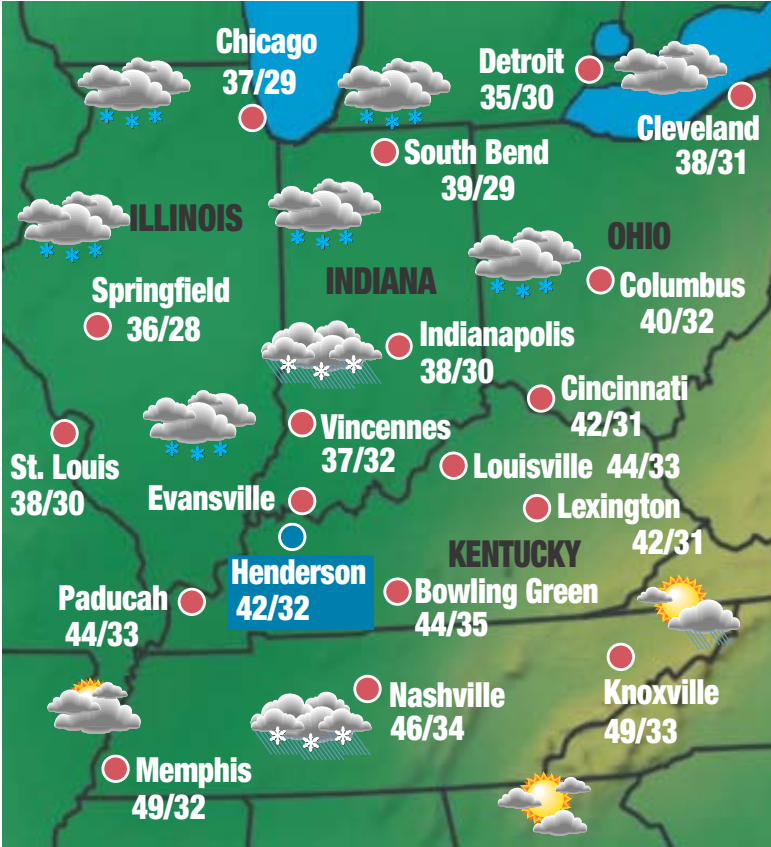 Chicago
37/29
Detroit
35/30
Cleveland
38/31
South Bend
39/29
ILLINOIS
OHIO
INDIANA
Columbus
40/32
Springfield
36/28
Indianapolis
38/30
Cincinnati
42/31
Vincennes
37/32
St. Louis
38/30
Louisville 44/33
Evansville
Lexington
42/31
KENTUCKY
Henderson
42/32
Bowling Green
44/35
Paducah
44/33
Nashville
46/34
Knoxville
49/33
Memphis
49/32